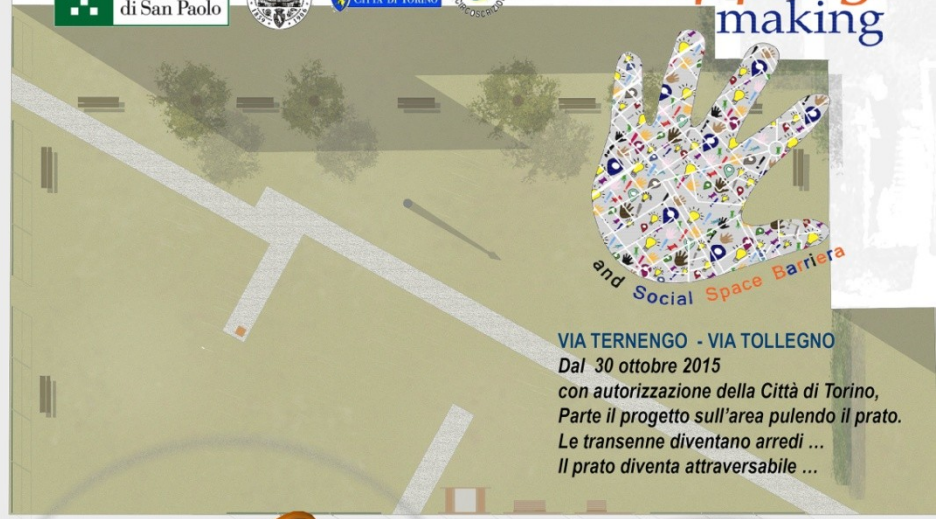 di San Paolo
CITTÀ DI TORINO
making
and Social Space Barriera
VIA TERNENGO - VIA TOLLEGNO
Dal 30 ottobre 2015
con autorizzazione della Città di Torino,
Parte il progetto sull'area pulendo il prato.
Le transenne diventano arredi ...
Il prato diventa attraversabile ...